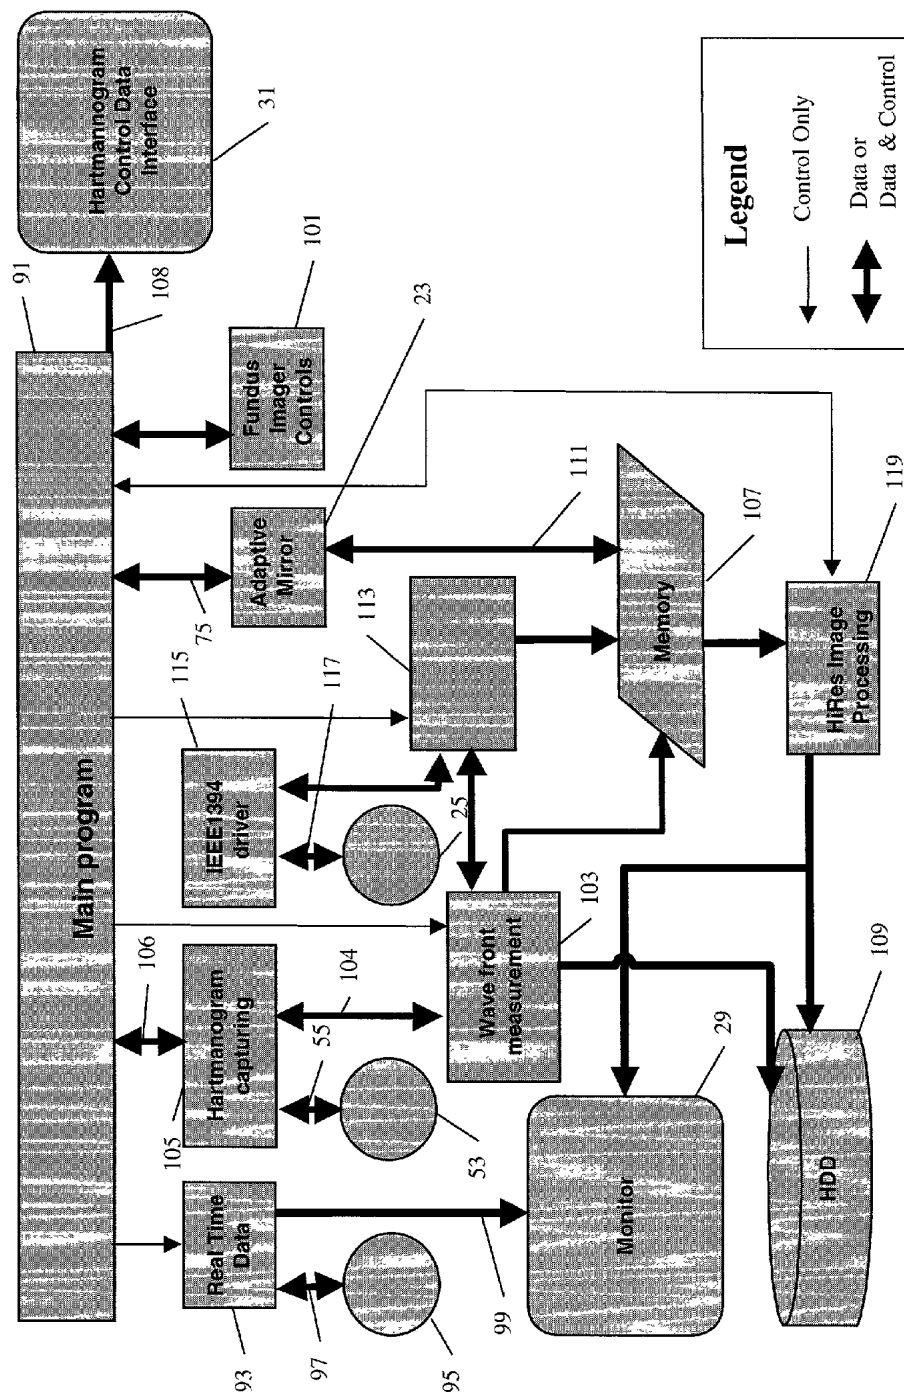 Main program
91
Hartmannogram
Control Data
Interface
31
108
Real Time
Data
93
97
95
99
106
105
Hartmanogram
capturing
55
53
104
115
IEEE1394
driver
117
25
113
75
Adaptive
Mirror
23
Fundus
Imager
Controls
101
Wave front
measurement
103
111
Memory
107
Monitor
29
HDD
109
HiRes Image
Processing
119
Legend
Control Only
Data or
Data & Control